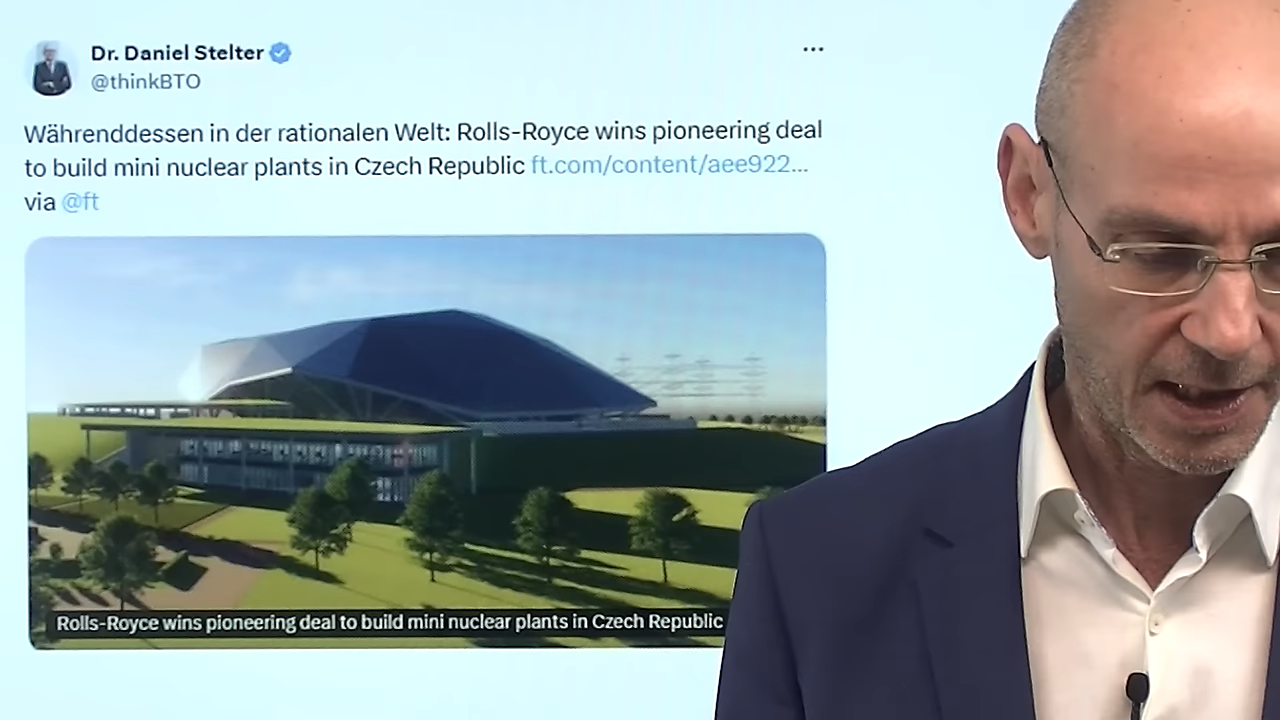 Dr. Daniel Stelter
@thinkBTO
Währenddessen in der rationalen Welt: Rolls-Royce wins pioneering deal
to build mini nuclear plants in Czech Republic ft.com/content/aee922...
via @ft
Rolls-Royce wins pioneering deal to build mini nuclear plants in Czech Republic